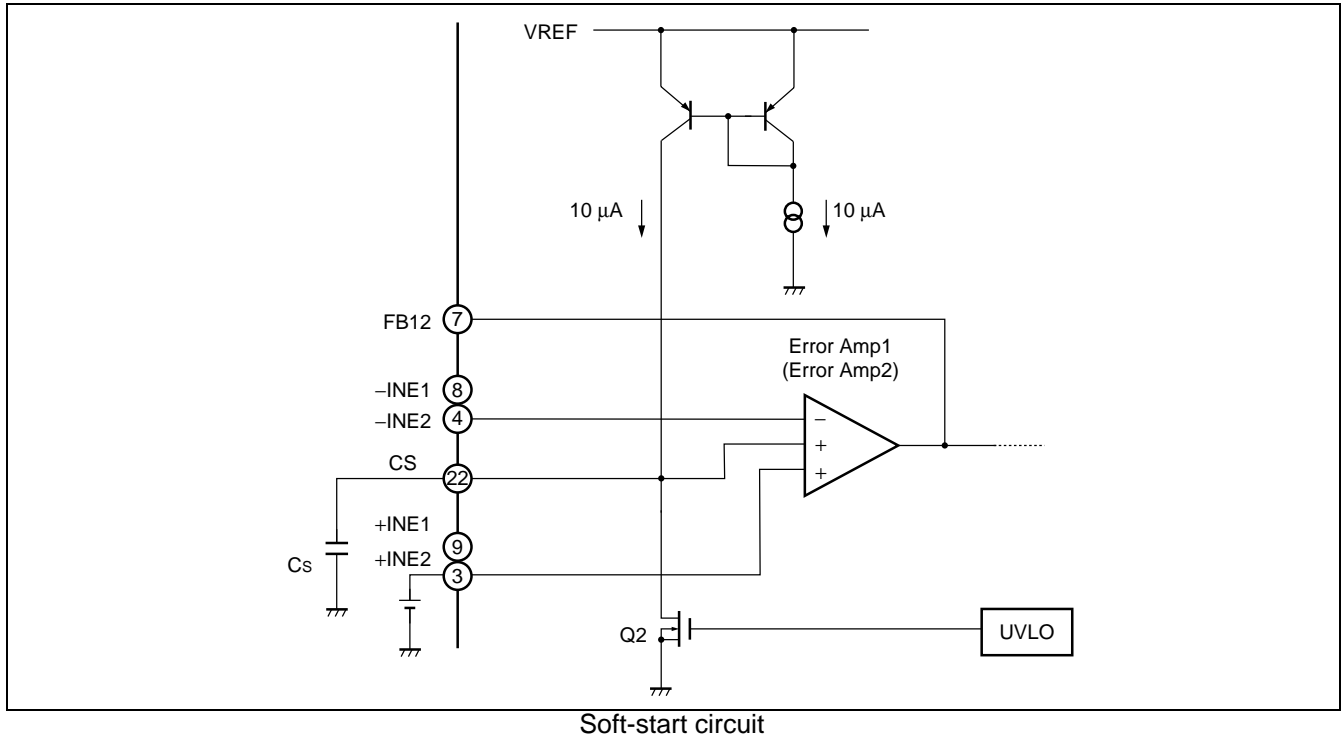 VREF
10 μA
10 μA
FB12
7
Error Amp1
(Error Amp2)
−INE1
8
−INE2
4
−
+
+
CS
22
+INE1
9
+INE2
3
Cs
Q2
UVLO
Soft-start circuit